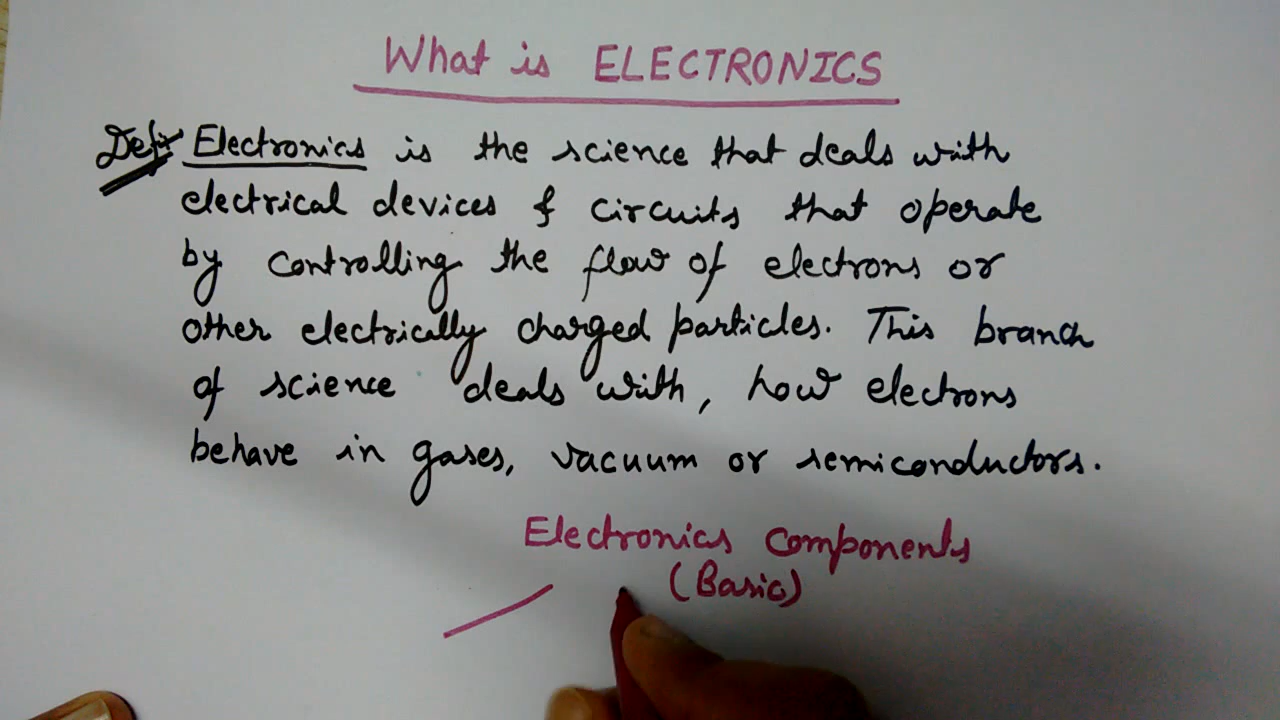 What is ELECTRONICS
Def: Electronics is the science that deals with
electrical devices & circuits that operate
by controlling the flow of electrons or
other electrically charged particles. This branch
of science deals with, how electrons
behave in gases, vacuum or semiconductors.
Electronics Components
(Basic)